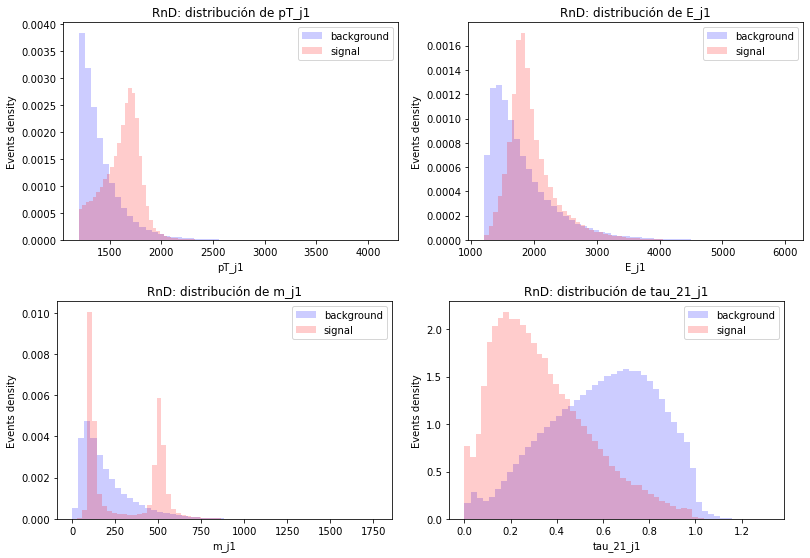 RnD: distribución de pT_j1
0.0040
0.0035
0.0030
0.0025
0.0020
0.0015
0.0010
0.0005
0.0000
Events density
background
signal
1500
2000
2500
3000
3500
4000
pT_j1
RnD: distribución de E_j1
0.0016
0.0014
0.0012
0.0010
0.0008
0.0006
0.0004
0.0002
0.0000
Events density
background
signal
1000
2000
3000
4000
5000
6000
E_j1
RnD: distribución de m_j1
0.010
0.008
0.006
0.004
0.002
0.000
Events density
background
signal
0
250
500
750
1000
1250
1500
1750
m_j1
RnD: distribución de tau_21_j1
2.0
1.5
1.0
0.5
0.0
Events density
background
signal
0.0
0.2
0.4
0.6
0.8
1.0
1.2
tau_21_j1